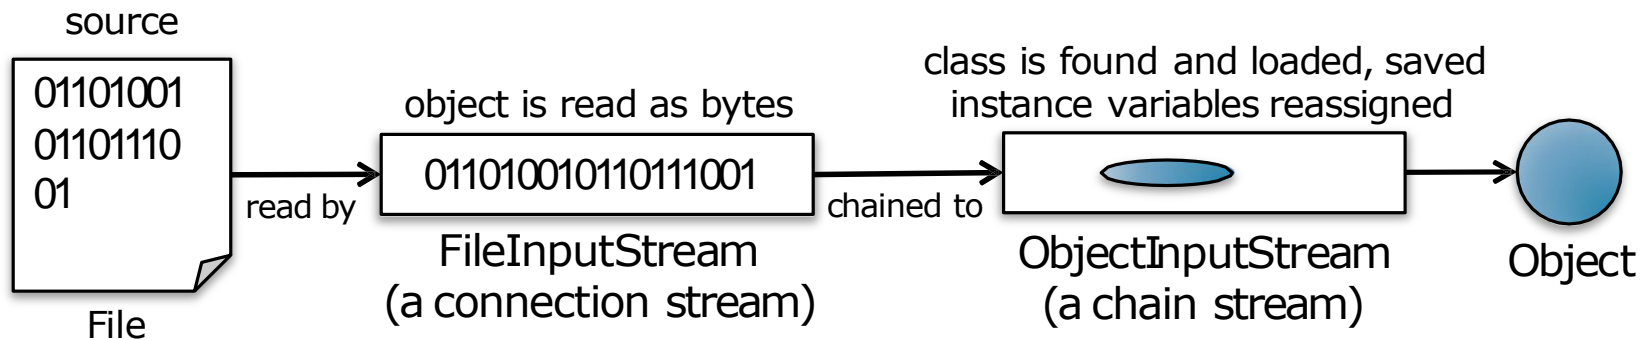 source
01101001
01101110
01
File
read by
object is read as bytes
011010010110111001
FileInputStream
(a connection stream)
chained to
class is found and loaded, saved
instance variables reassigned
ObjectInputStream
(a chain stream)
Object